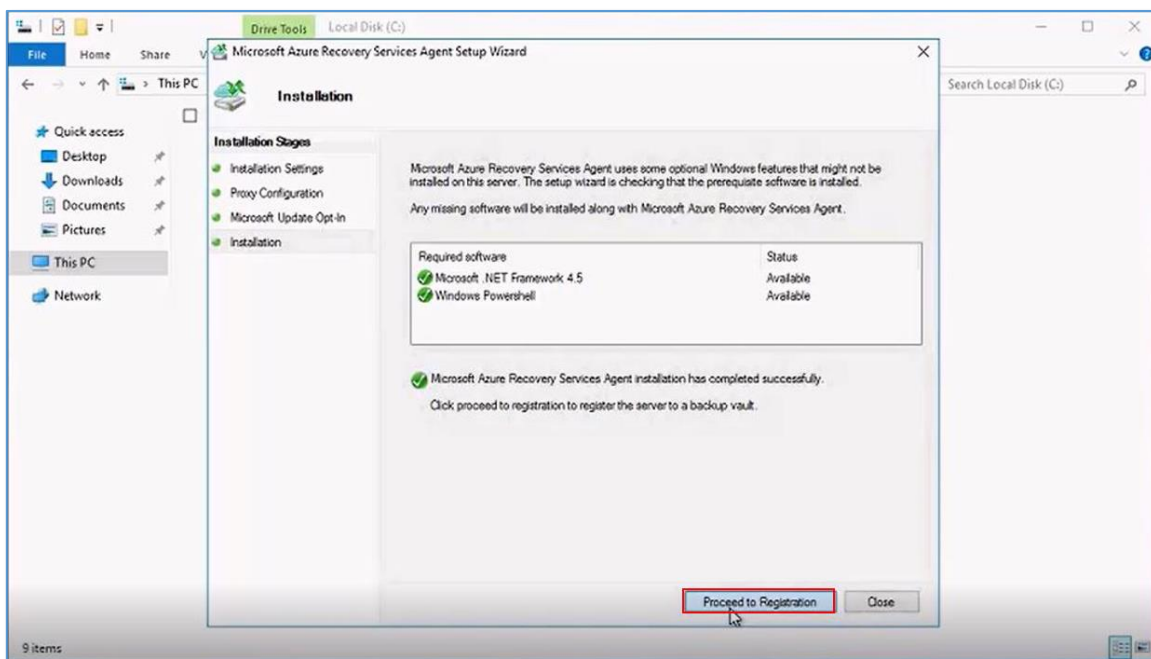 Drive Tools
Local Disk (C:)
File
Home
Share
V
Microsoft Azure Recovery Services Agent Setup Wizard
This PC
Search Local Disk (C:)
Installation
Quick access
Desktop
Downloads
Documents
Pictures
This PC
Network
Installation Stages
Installation Settings
Proxy Configuration
Microsoft Update Opt-In
Installation
Microsoft Azure Recovery Services Agent uses some optional Windows features that might not be
installed on this server. The setup wizard is checking that the prerequisite software is installed.
Any missing software will be installed along with Microsoft Azure Recovery Services Agent.
Required software Status
Microsoft .NET Framework 4.5 Available
Windows Powershell Available
Microsoft Azure Recovery Services Agent installation has completed successfully.
Click proceed to registration to register the server to a backup vault.
Proceed to Registration
Close
9 items